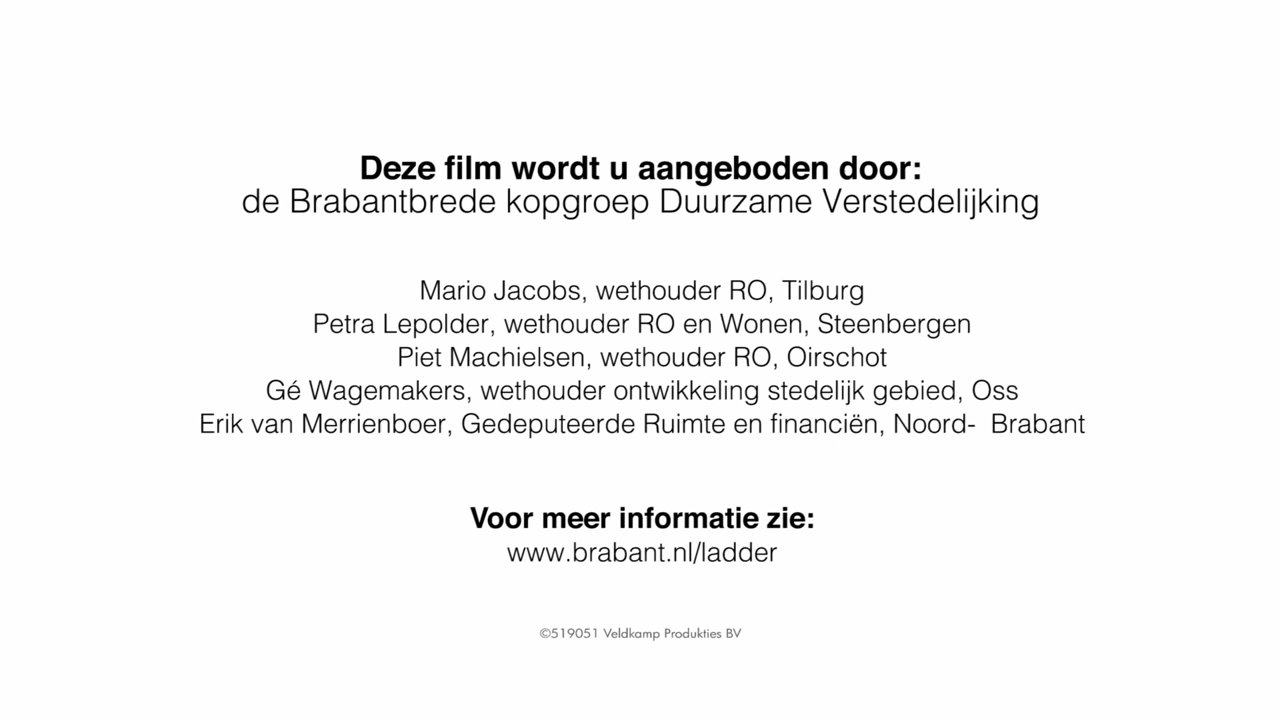 Deze film wordt u aangeboden door:
de Brabantbrede kopgroep Duurzame Verstedelijking
Mario Jacobs, wethouder RO, Tilburg
Petra Lepolder, wethouder RO en Wonen, Steenbergen
Piet Machielsen, wethouder RO, Oirschot
Gé Wagemakers, wethouder ontwikkeling stedelijk gebied, Oss
Erik van Merrienboer, Gedeputeerde Ruimte en financiën, Noord-  Brabant
Voor meer informatie zie:
www.brabant.nl/ladder
©519051 Veldkamp Produkties BV